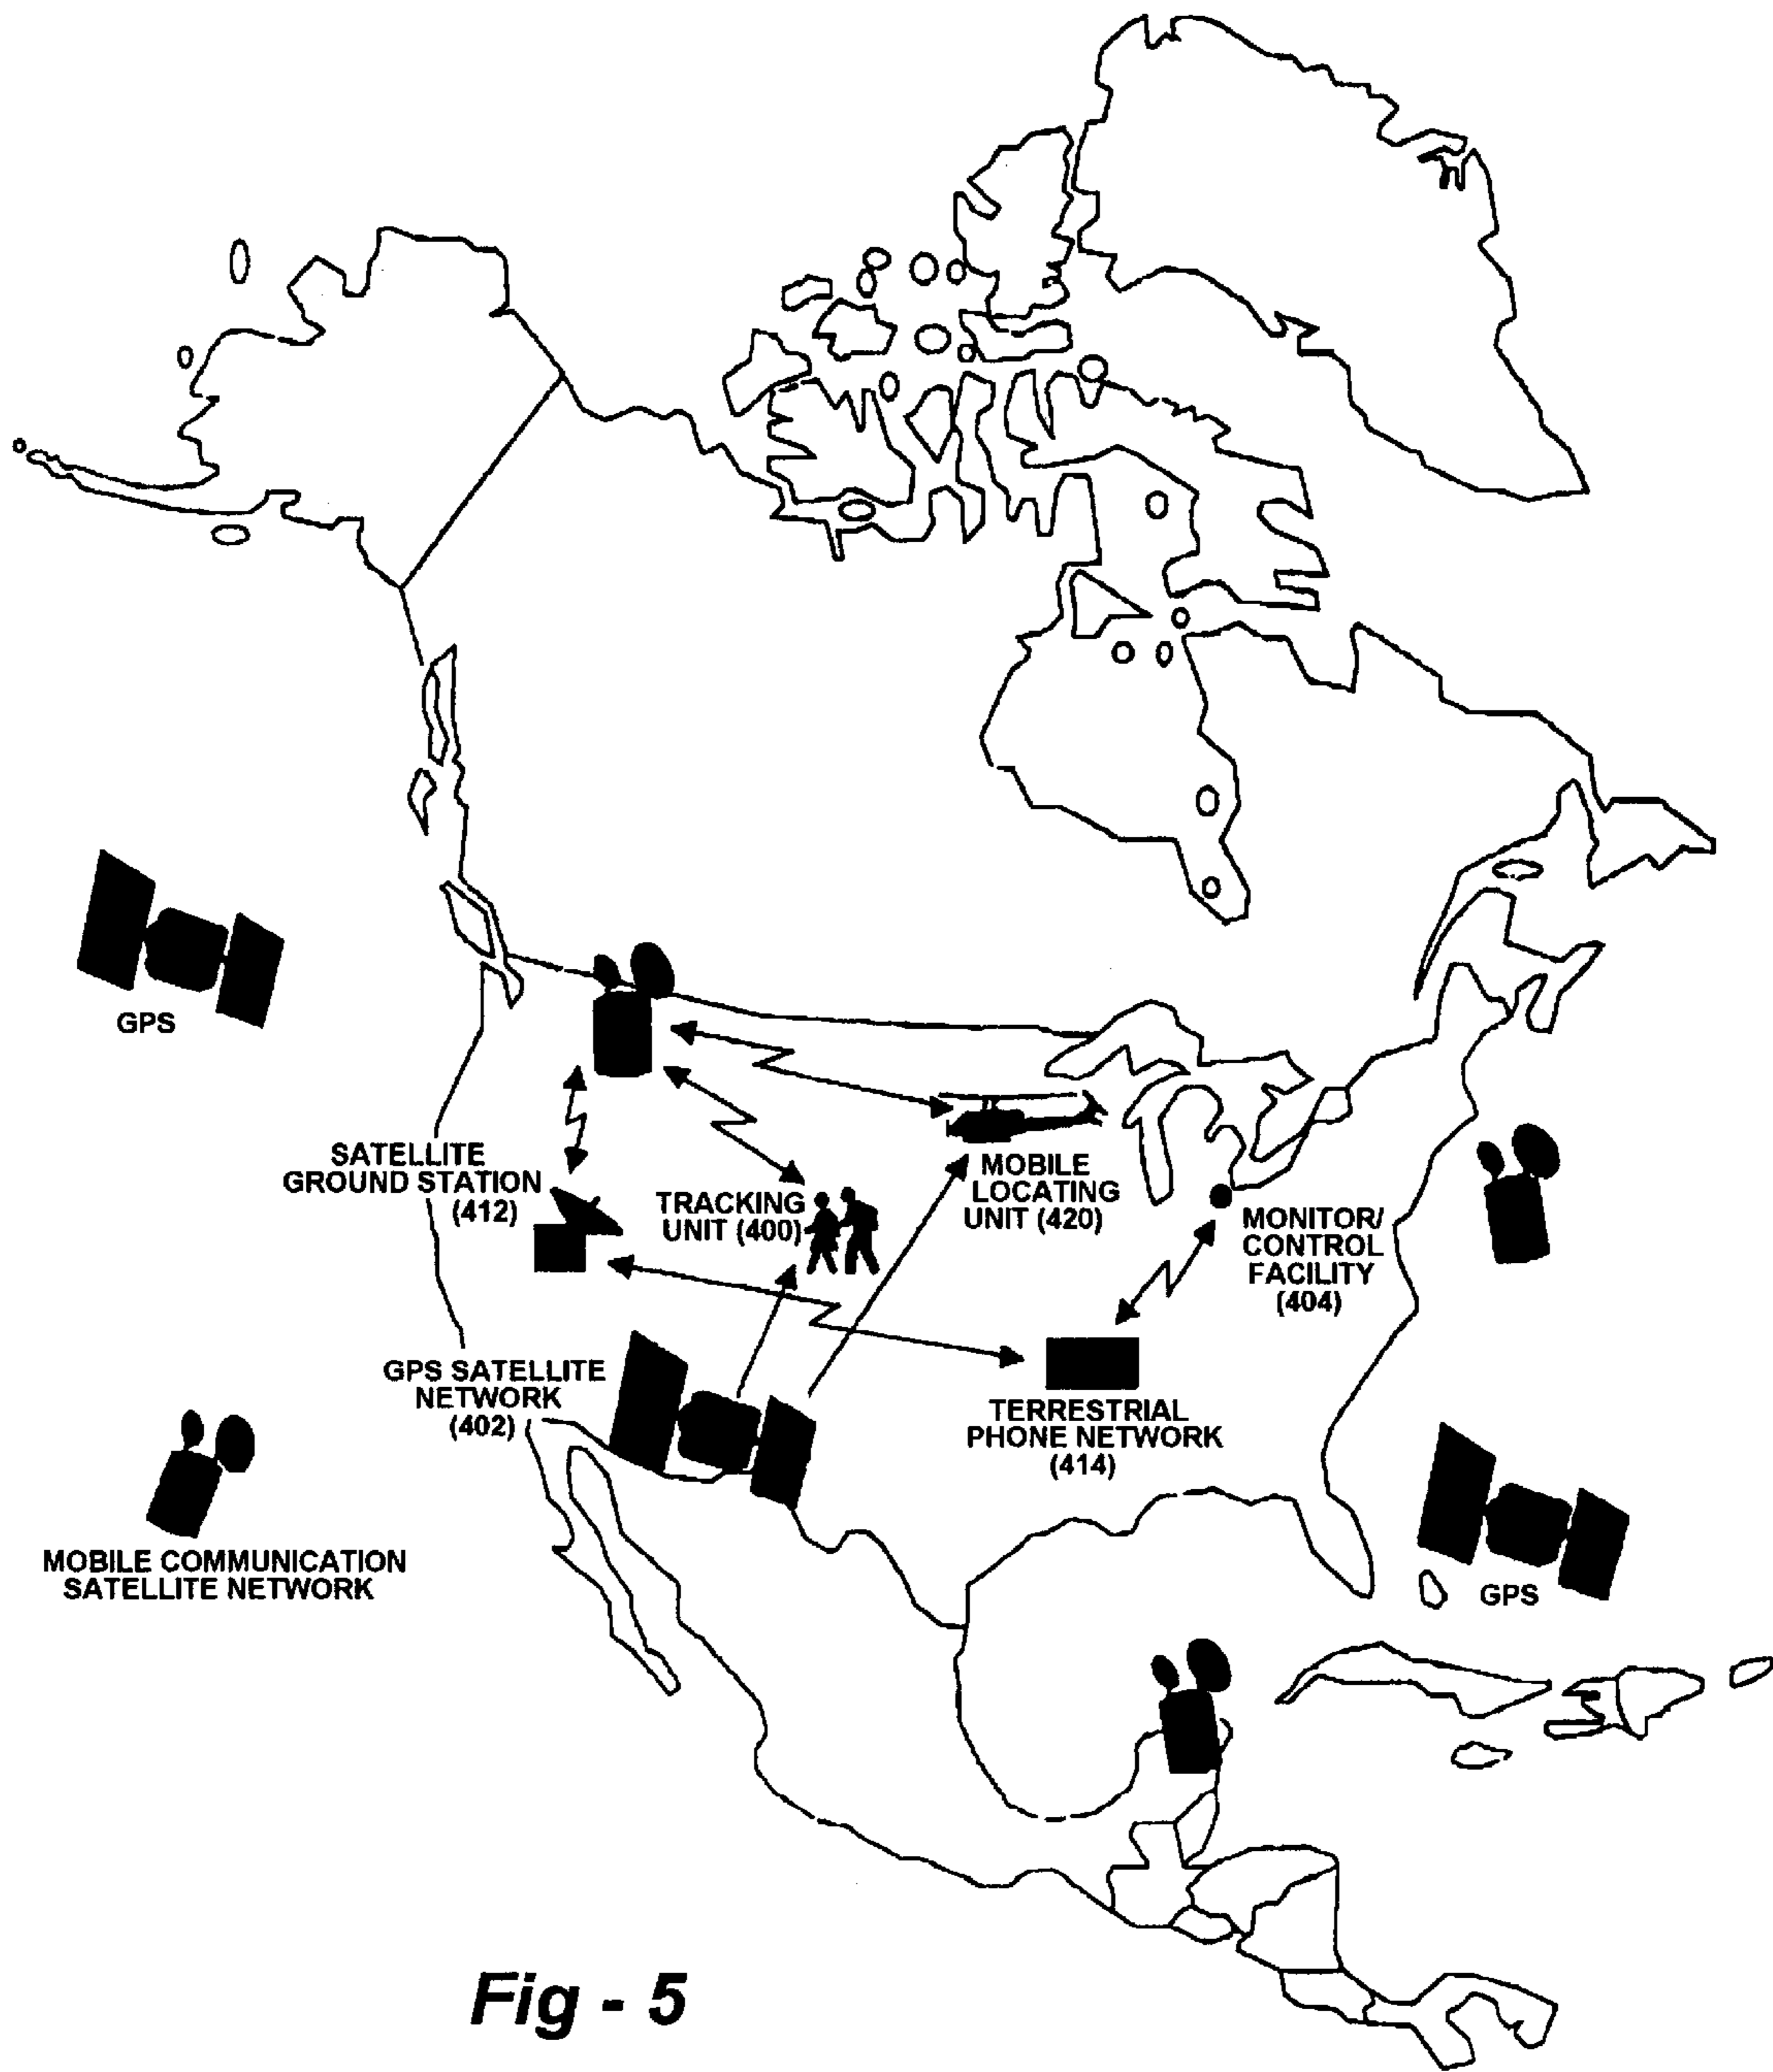 GPS
SATELLITE
GROUND STATION
(412)
TRACKING
UNIT (400)
MOBILE
LOCATING
UNIT (420)
MONITOR/
CONTROL
FACILITY
(404)
GPS SATELLITE
NETWORK
(402)
TERRESTRIAL
PHONE NETWORK
(414)
MOBILE COMMUNICATION
SATELLITE NETWORK
GPS
Fig - 5